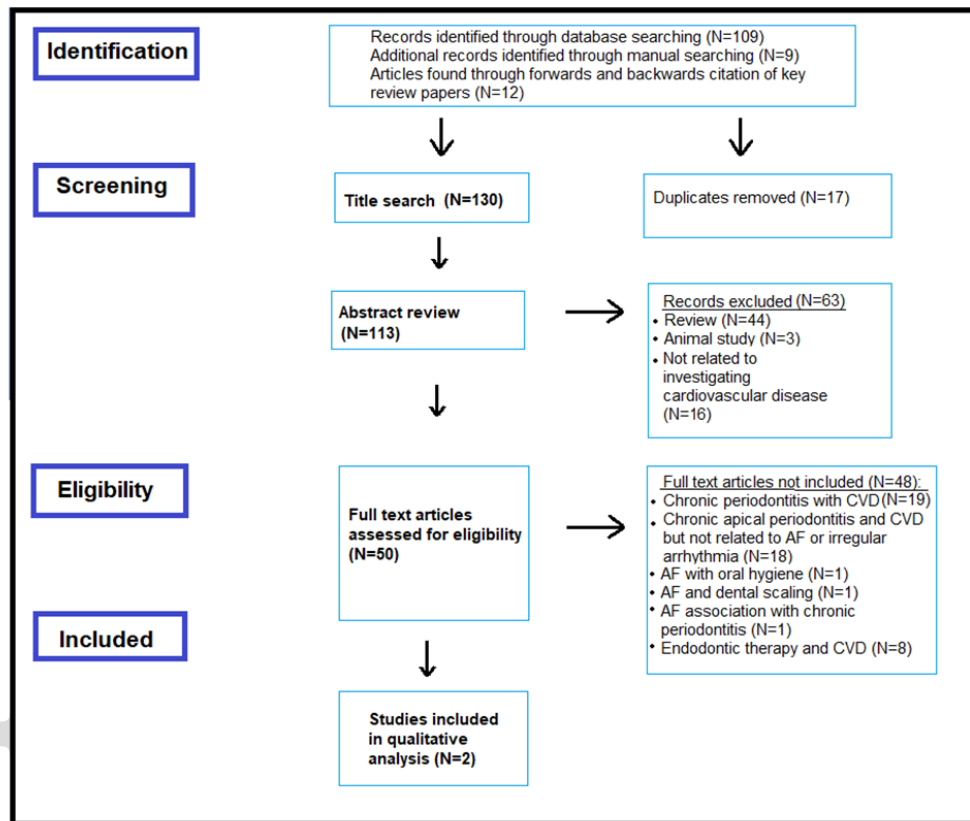 Identification
Records identified through database searching (N=109)
Additional records identified through manual searching (N=9)
Articles found through forwards and backwards citation of key
review papers (N=12)
Screening
Title search (N=130)
Duplicates removed (N=17)
Abstract review
(N=113)
Records excluded (N=63)
• Review (N=44)
• Animal study (N=3)
• Not related to
investigating
cardiovascular disease
(N=16)
Eligibility
Full text articles
assessed for eligibility
(N=50)
Full text articles not included (N=48):
• Chronic periodontitis with CVD(N=19)
• Chronic apical periodontitis and CVD
but not related to AF or irregular
arrhythmia (N=18)
• AF with oral hygiene (N=1)
• AF and dental scaling (N=1)
• AF association with chronic
periodontitis (N=1)
• Endodontic therapy and CVD (N=8)
Included
Studies included
in qualitative
analysis (N=2)